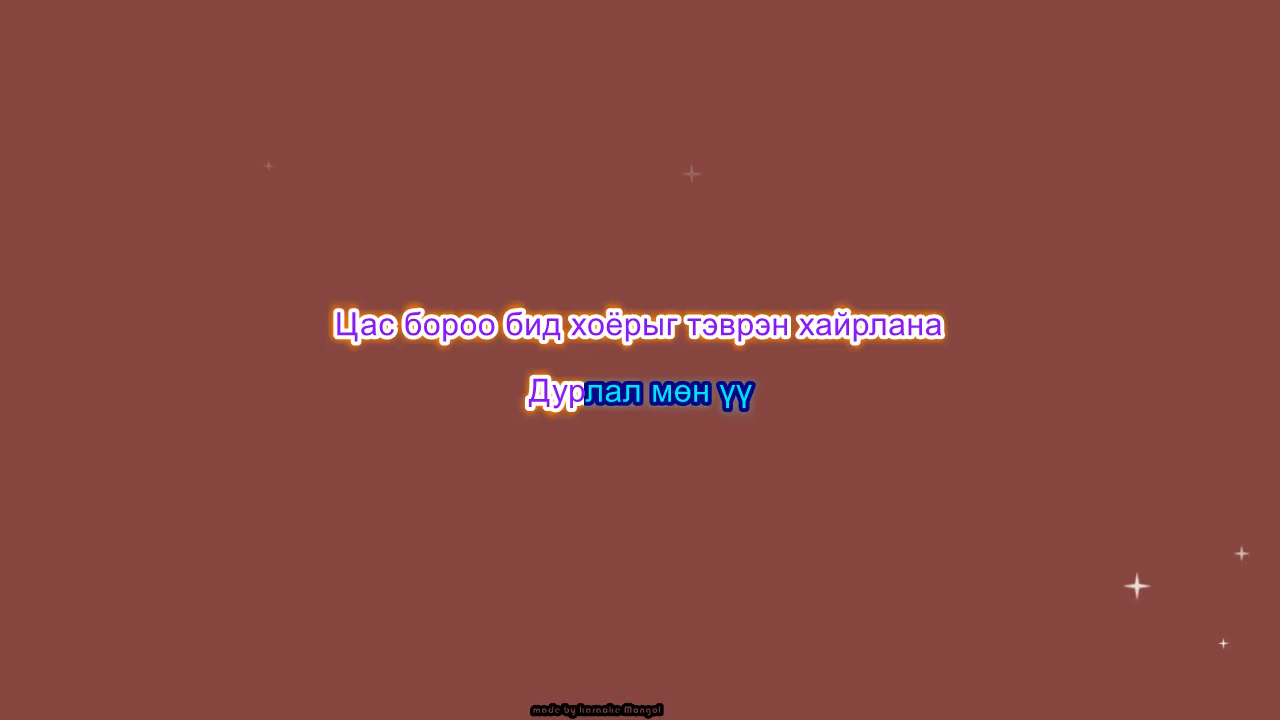 Цас бороо бид хоёрыг тэврэн хайрлана
Дурлал мөн үү
made by karaoke Mongol